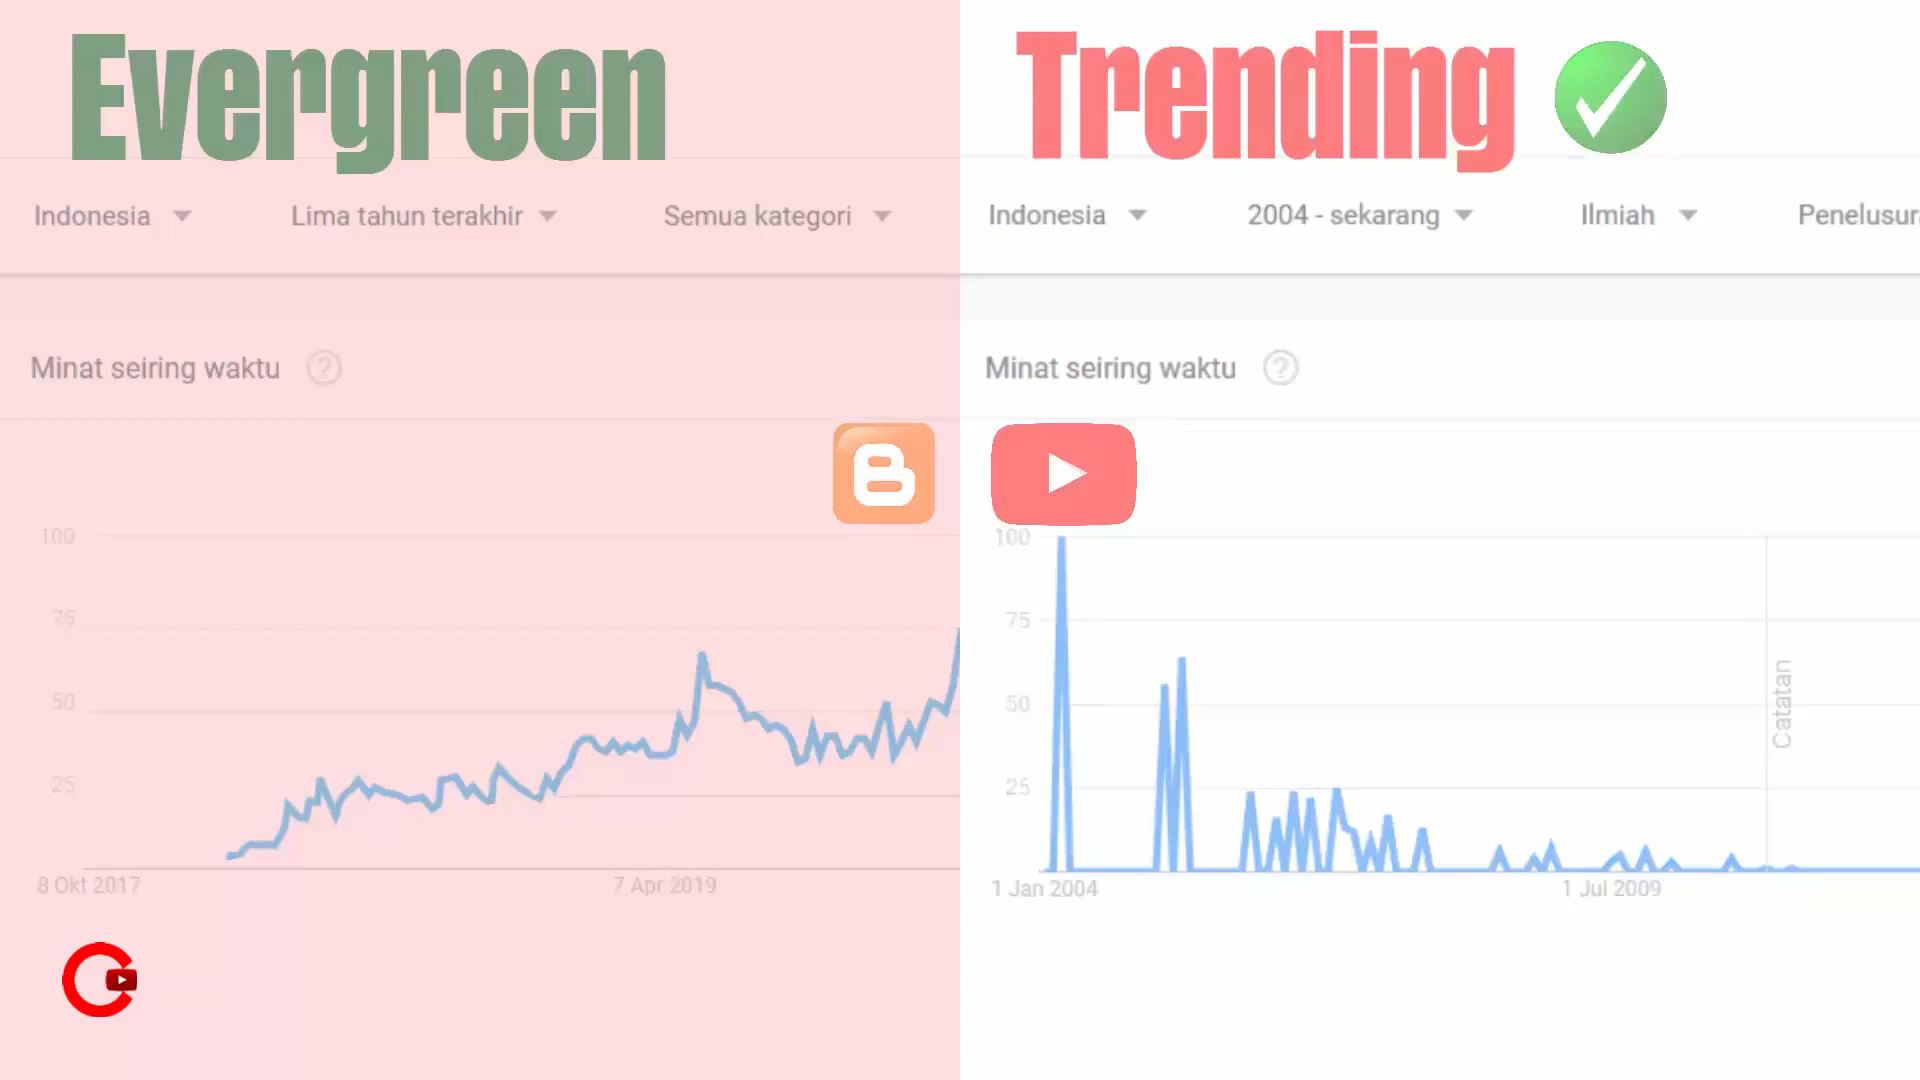 Evergreen
Trending
Indonesia
Lima tahun terakhir
Semua kategori
Indonesia
2004 - sekarang
Ilmiah
Minat seiring waktu
?
Minat seiring waktu
?
B
100
75
50
25
8 Okt 2017
7 Apr 2019
100
75
50
25
Catatan
1 Jan 2004
1 Jul 2009